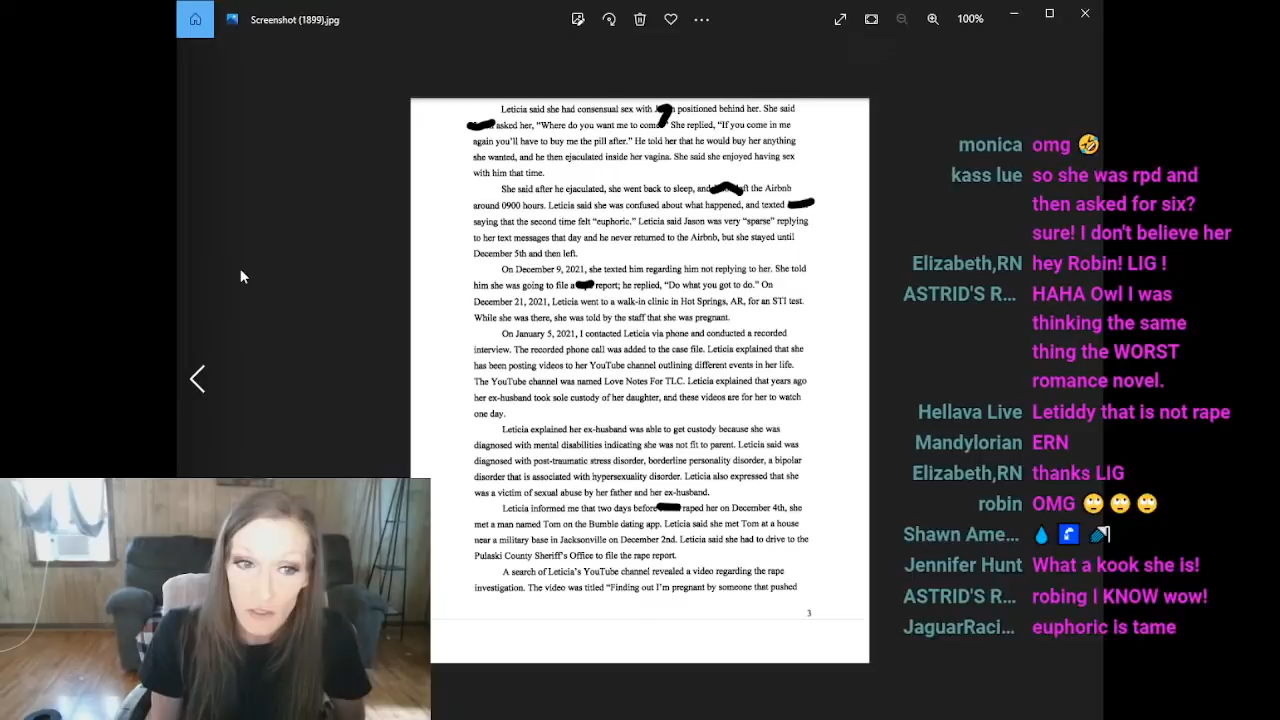 Screenshot (1899).jpg
100%
Leticia said she had consensual sex with positioned behind her. She said
asked her, “Where do you want me to come She replied, “If you come in me
again you’ll have to buy me the pill after.” He told her that he would buy her anything
she wanted, and he then ejaculated inside her vagina. She said she enjoyed having sex
with him that time.
She said after he ejaculated, she went back to sleep, and left the Airbnb
around 0900 hours. Leticia said she was confused about what happened, and texted
saying that the second time felt “euphoric.” Leticia said Jason was very “sparse” replying
to her text messages that day and he never returned to the Airbnb, but she stayed until
December 5th and then left.
On December 9, 2021, she texted him regarding him not replying to her. She told
him she was going to file a report; he replied, “Do what you got to do.” On
December 21, 2021, Leticia went to a walk-in clinic in Hot Springs, AR, for an STI test.
While she was there, she was told by the staff that she was pregnant.
On January 5, 2021, I contacted Leticia via phone and conducted a recorded
interview. The recorded phone call was added to the case file. Leticia explained that she
has been posting videos to her YouTube channel outlining different events in her life.
The YouTube channel was named Love Notes For TLC. Leticia explained that years ago
her ex-husband took sole custody of her daughter, and these videos are for her to watch
one day.
Leticia explained her ex-husband was able to get custody because she was
diagnosed with mental disabilities indicating she was not fit to parent. Leticia said was
diagnosed with post-traumatic stress disorder, borderline personality disorder, a bipolar
disorder that is associated with hypersexuality disorder. Leticia also expressed that she
was a victim of sexual abuse by her father and her ex-husband.
Leticia informed me that two days before raped her on December 4th, she
met a man named Tom on the Bumble dating app. Leticia said she met Tom at a house
near a military base in Jacksonville on December 2nd. Leticia said she had to drive to the
Pulaski County Sheriff’s Office to file the rape report.
A search of Leticia’s YouTube channel revealed a video regarding the rape
investigation. The video was titled “Finding out I’m pregnant by someone that pushed
3
monica omg 🤣
kass lue so she was rpd and
then asked for six?
sure! I don't believe her
Elizabeth,RN hey Robin! LIG !
ASTRID'S R... HAHA Owl I was
thinking the same
thing the WORST
romance novel.
Hellava Live Letiddy that is not rape
Mandylorian ERN
Elizabeth,RN thanks LIG
robin OMG 🙄 🙄 🙄
Shawn Ame...
Jennifer Hunt What a kook she is!
ASTRID'S R... robing I KNOW wow!
JaguarRaci... euphoric is tame